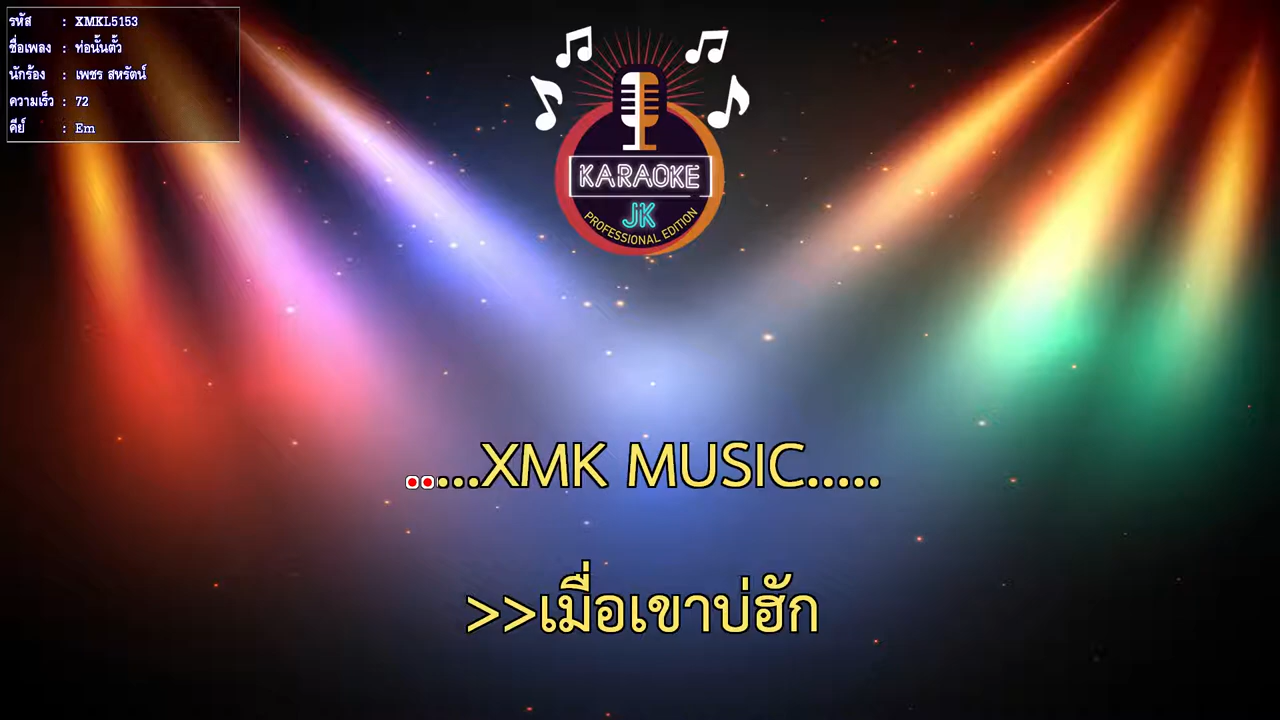 รหัส : XMKL5153
ชื่อเพลง : ท่อนั้นตั๊ว
นักร้อง : เพชร สหรัตน์
ความเร็ว : 72
คีย์ : Em
KARAOKE
JK
PROFESSIONAL EDITION
.....XMK MUSIC.....
>>เมื่อเขาบ่ฮัก